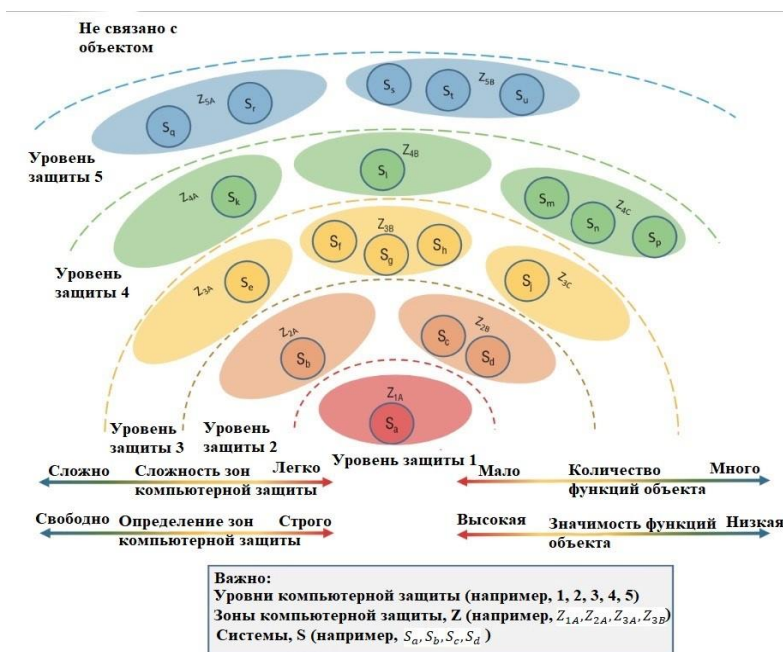 Не связано с
объектом
Z5A
Sq
Sr
Z5B
Ss
St
Su
Уровень
защиты 5
Z4A
Sk
Z4B
Si
Z4C
Sm
Sn
Sp
Уровень
защиты 4
Z3A
Se
Z3B
Sf
Sg
Sh
Z3C
Sj
Уровень
защиты 3
Z2A
Sb
Z2B
Sc
Sd
Уровень
защиты 2
Z1A
Sa
Уровень защиты 1
Сложно Сложность зон Легко
компьютерной защиты
Мало Количество Много
функций объекта
Свободно Определение зон Строго
компьютерной защиты
Высокая Значимость функций Низкая
объекта
Важно:
Уровни компьютерной защиты (например, 1, 2, 3, 4, 5)
Зоны компьютерной защиты, Z (например, Z1A, Z2A, Z3A, Z3B)
Системы, S (например, Sa, Sb, Sc, Sd )